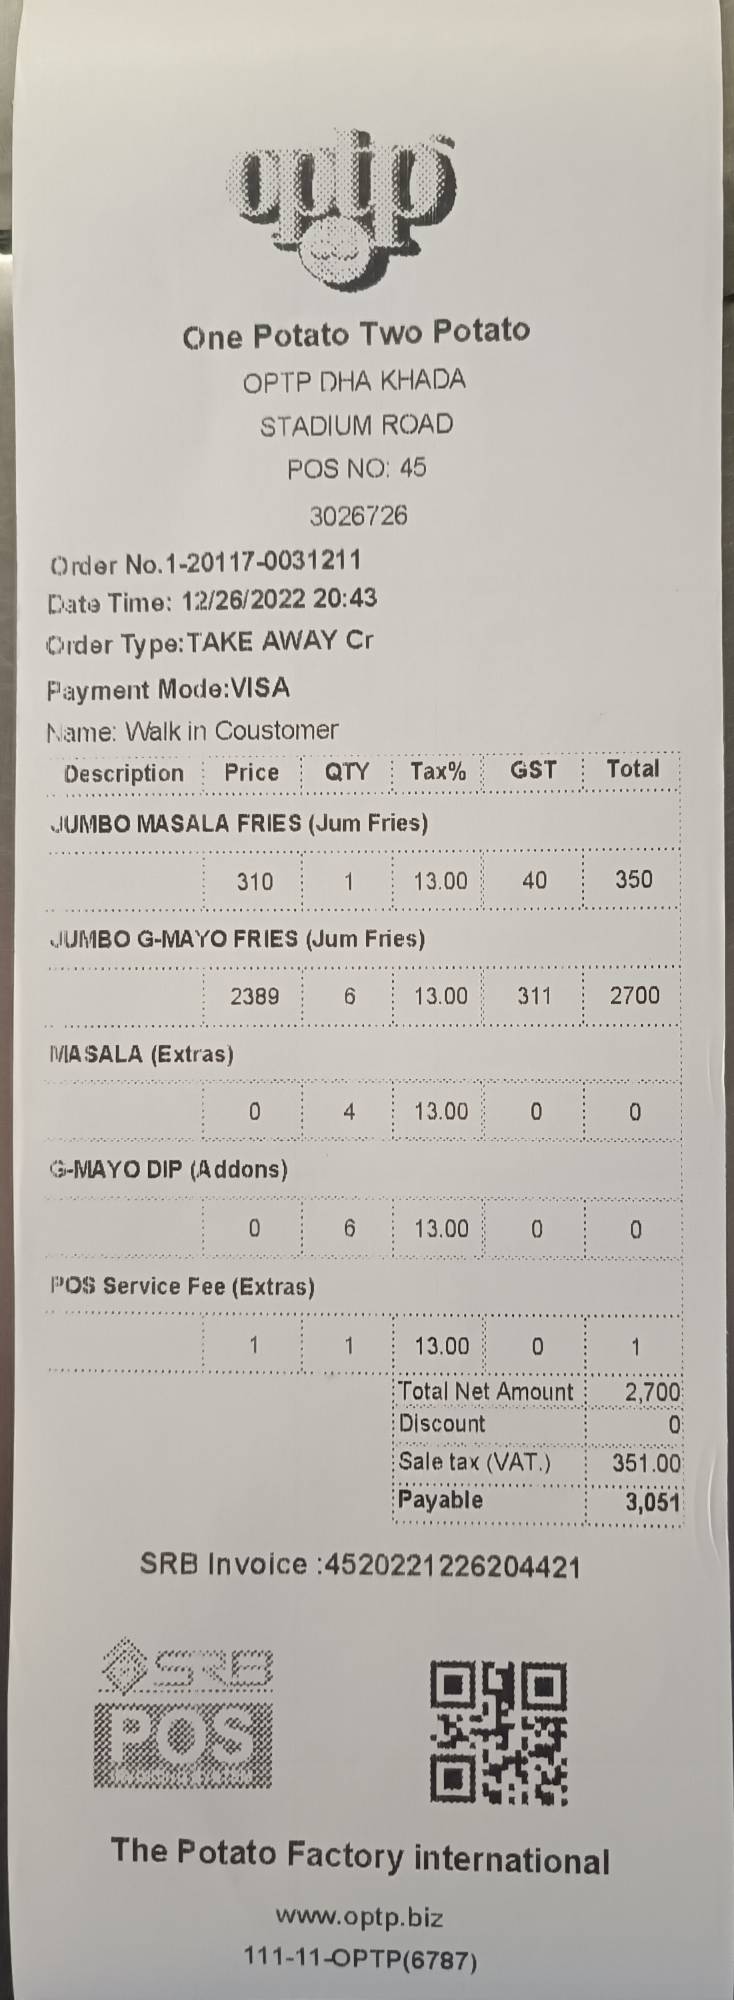 optp
One Potato Two Potato
OPTP DHA KHADA
STADIUM ROAD
POS NO: 45
3026726
Order No.1-20117-0031211
Date Time: 12/26/2022 20:43
Order Type:TAKE AWAY Cr
Payment Mode:VISA
Name: Walk in Coustomer
Description Price QTY Tax% GST Total
JUMBO MASALA FRIES (Jum Fries)
310 1 13.00 40 350
JUMBO G-MAYO FRIES (Jum Fries)
2389 6 13.00 311 2700
MASALA (Extras)
0 4 13.00 0 0
G-MAYO DIP (Addons)
0 6 13.00 0 0
POS Service Fee (Extras)
1 1 13.00 0 1
Total Net Amount 2,700
Discount 0
Sale tax (VAT.) 351.00
Payable 3,051
SRB Invoice :4520221226204421
SRB
POS
The Potato Factory international
www.optp.biz
111-11-OPTP(6787)